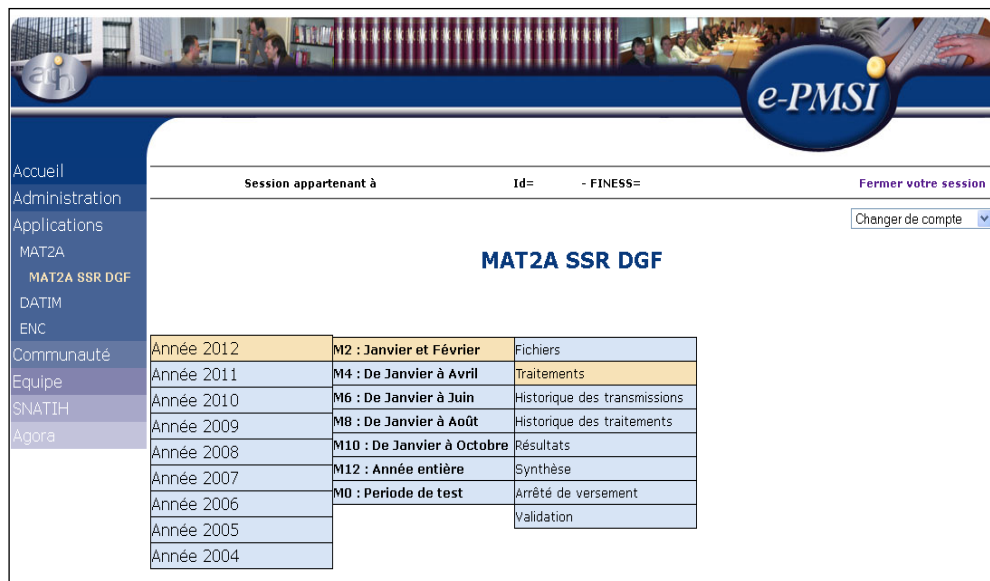 atih
e-PMSI
Accueil
Administration
Applications
MAT2A
MAT2A SSR DGF
DATIM
ENC
Communauté
Equipe
SNATIH
Agora
Session appartenant à Id= - FINESS= Fermer votre session
Changer de compte
MAT2A SSR DGF
Année 2012 M2 : Janvier et Février Fichiers
Année 2011 M4 : De Janvier à Avril Traitements
Année 2010 M6 : De Janvier à Juin Historique des transmissions
Année 2009 M8 : De Janvier à Août Historique des traitements
Année 2008 M10 : De Janvier à Octobre Résultats
Année 2007 M12 : Année entière Synthèse
Année 2006 M0 : Periode de test Arrêté de versement
Année 2005 Validation
Année 2004